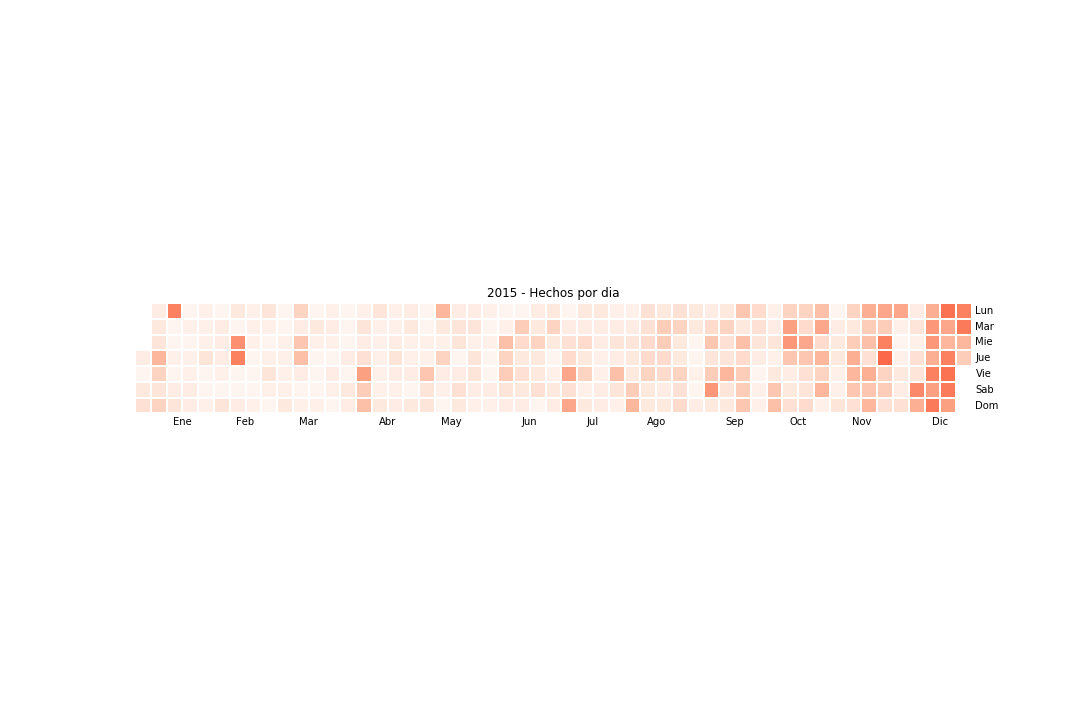 2015 - Hechos por dia
Lun
Mar
Mie
Jue
Vie
Sab
Dom
Ene Feb Mar Abr May Jun Jul Ago Sep Oct Nov Dic